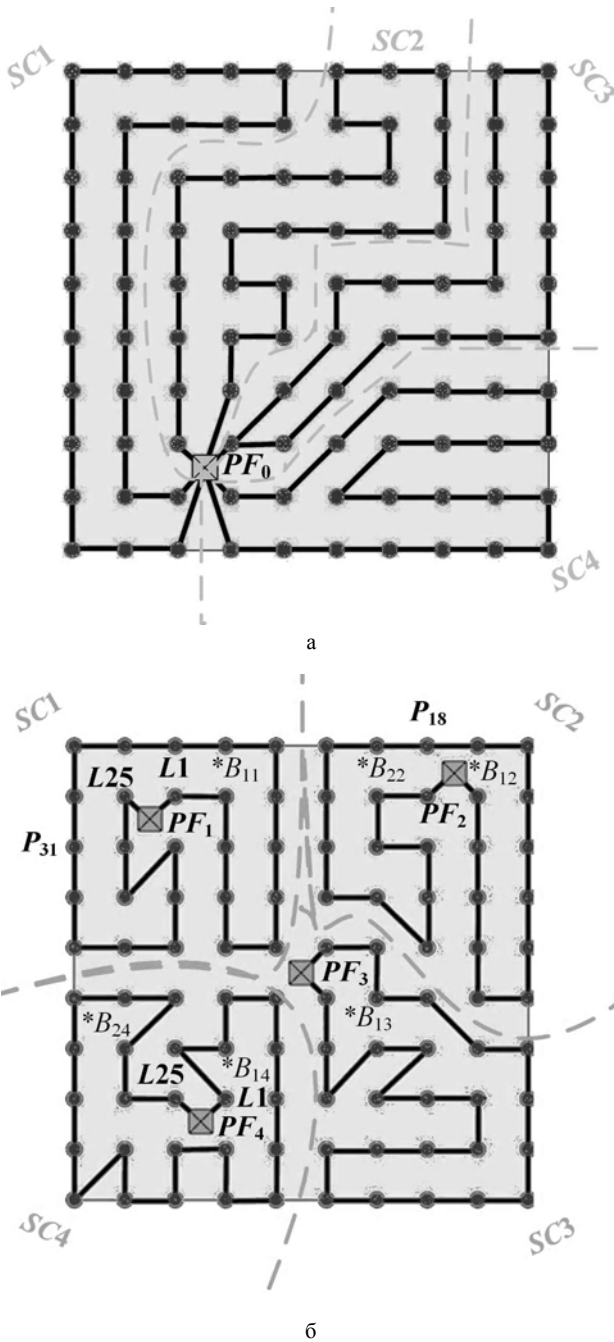 SC1
SC2
SC3
PF₀
SC4
а
SC1
P₁₈
SC2
L25 L1 *B₁₁ *B₂₂ *B₁₂
P₃₁ PF₁ PF₂
PF₃
*B₂₄ *B₁₃
L25 *B₁₄
L1
PF₄
SC4
SC3
б